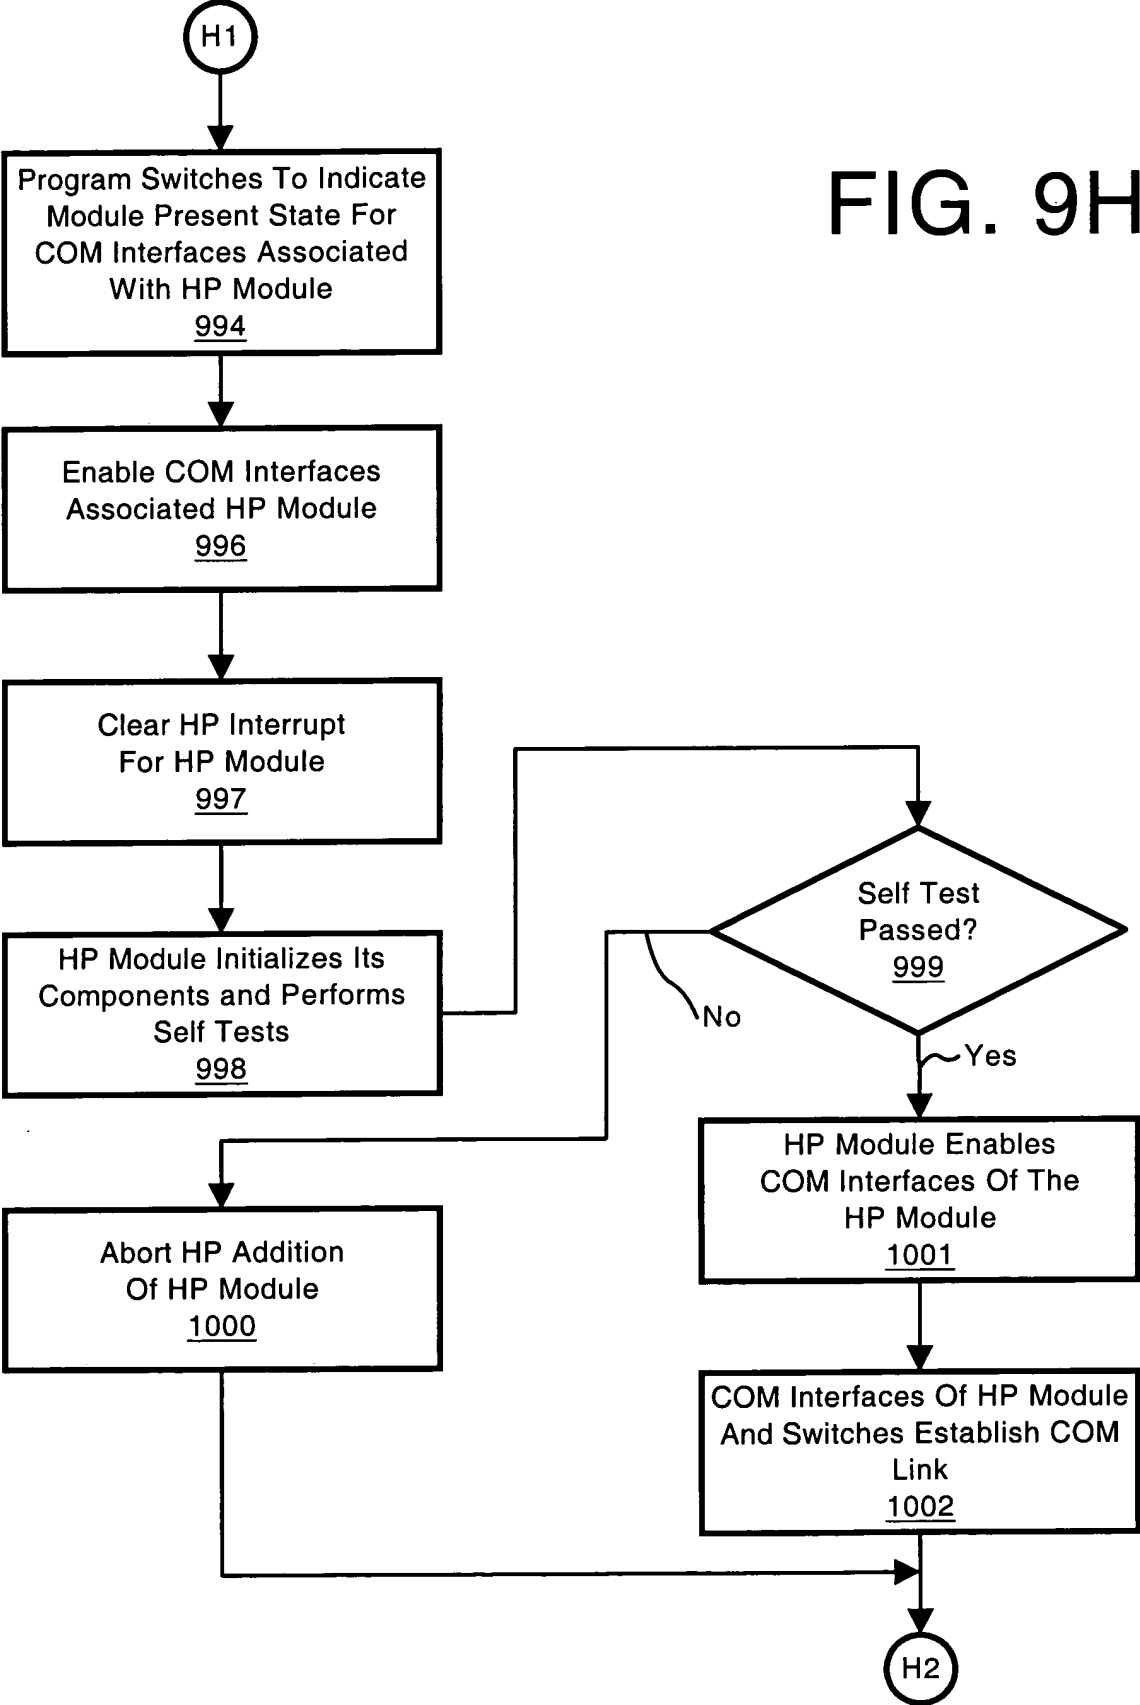 H1
FIG. 9H
Program Switches To Indicate
Module Present State For
COM Interfaces Associated
With HP Module
994
Enable COM Interfaces
Associated HP Module
996
Clear HP Interrupt
For HP Module
997
HP Module Initializes Its
Components and Performs
Self Tests
998
Self Test
Passed?
999
No
Yes
Abort HP Addition
Of HP Module
1000
HP Module Enables
COM Interfaces Of The
HP Module
1001
COM Interfaces Of HP Module
And Switches Establish COM
Link
1002
H2